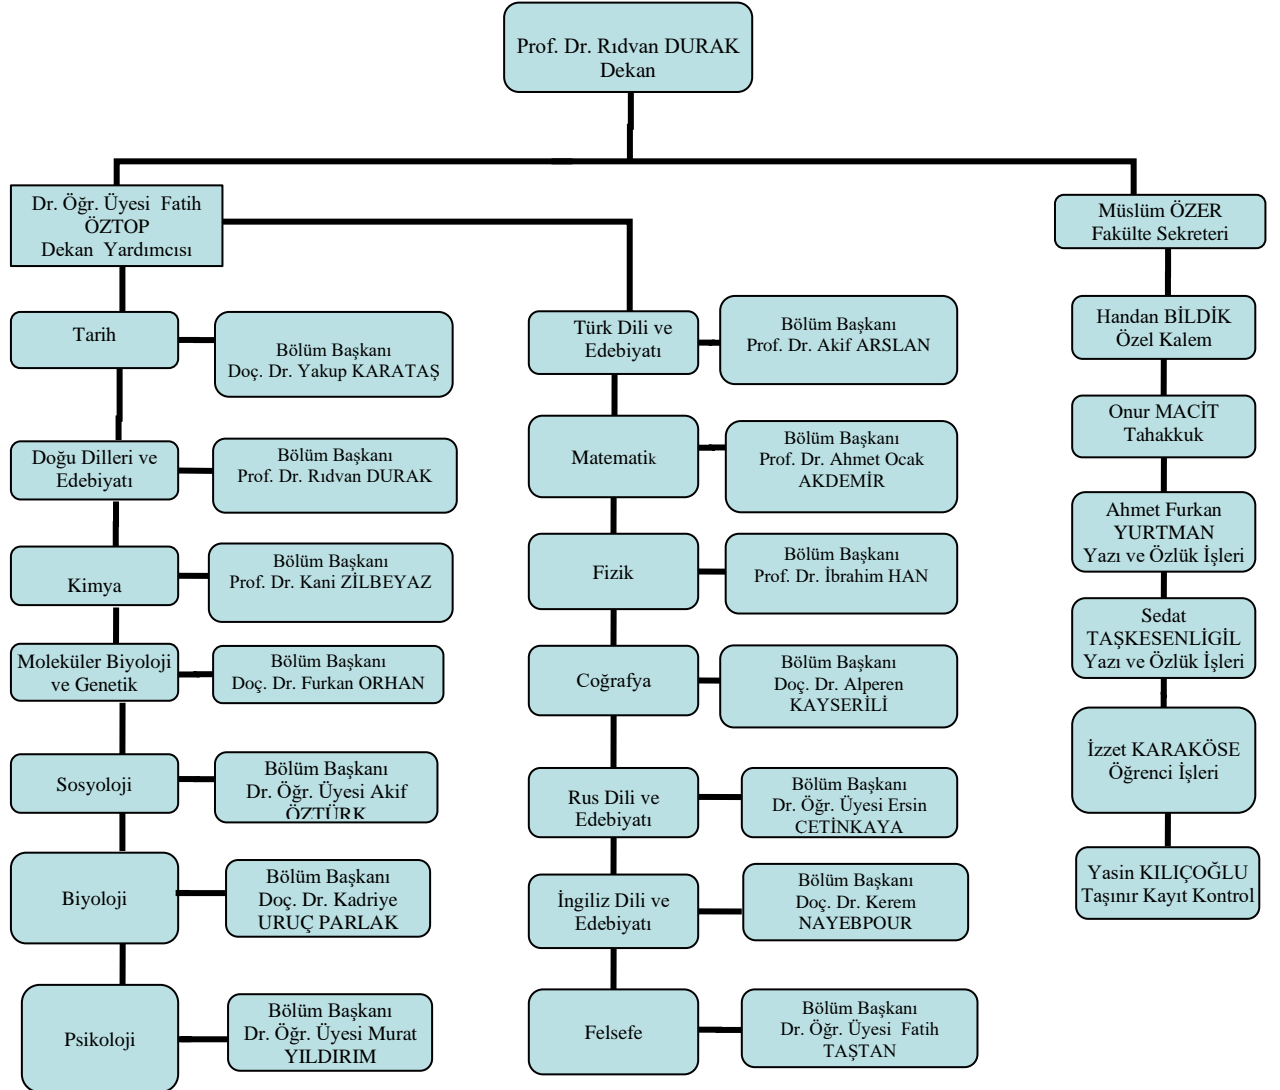 Prof. Dr. Rıdvan DURAK
Dekan
Dr. Öğr. Üyesi Fatih
ÖZTOP
Dekan Yardımcısı
Müslüm ÖZER
Fakülte Sekreteri
Tarih
Bölüm Başkanı
Doç. Dr. Yakup KARATAŞ
Türk Dili ve
Edebiyatı
Bölüm Başkanı
Prof. Dr. Akif ARSLAN
Handan BİLDİK
Özel Kalem
Onur MACİT
Tahakkuk
Doğu Dilleri ve
Edebiyatı
Bölüm Başkanı
Prof. Dr. Rıdvan DURAK
Matematik
Bölüm Başkanı
Prof. Dr. Ahmet Ocak
AKDEMİR
Ahmet Furkan
YURTMAN
Yazı ve Özlük İşleri
Kimya
Bölüm Başkanı
Prof. Dr. Kani ZİLBEYAZ
Fizik
Bölüm Başkanı
Prof. Dr. İbrahim HAN
Sedat
TAŞKESENLİGİL
Yazı ve Özlük İşleri
Moleküler Biyoloji
ve Genetik
Bölüm Başkanı
Doç. Dr. Furkan ORHAN
Coğrafya
Bölüm Başkanı
Doç. Dr. Alperen
KAYSERİLİ
İzzet KARAKÖSE
Öğrenci İşleri
Sosyoloji
Bölüm Başkanı
Dr. Öğr. Üyesi Akif
ÖZTÜRK
Rus Dili ve
Edebiyatı
Bölüm Başkanı
Dr. Öğr. Üyesi Ersin
CETİNKAYA
Yasin KILIÇOĞLU
Taşınır Kayıt Kontrol
Biyoloji
Bölüm Başkanı
Doç. Dr. Kadriye
URUÇ PARLAK
İngiliz Dili ve
Edebiyatı
Bölüm Başkanı
Doç. Dr. Kerem
NAYEBPOUR
Psikoloji
Bölüm Başkanı
Dr. Öğr. Üyesi Murat
YILDIRIM
Felsefe
Bölüm Başkanı
Dr. Öğr. Üyesi Fatih
TAŞTAN